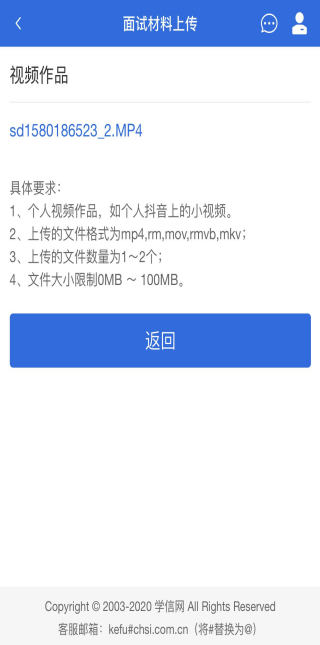 面试材料上传
视频作品
sd1580186523_2.MP4
具体要求：
1、个人视频作品，如个人抖音上的小视频。
2、上传的文件格式为mp4,rm,mov,rmvb,mkv；
3、上传的文件数量为1～2个；
4、文件大小限制0MB ～ 100MB。
返回
Copyright © 2003-2020 学信网 All Rights Reserved
客服邮箱：kefu#chsi.com.cn（将#替换为@）